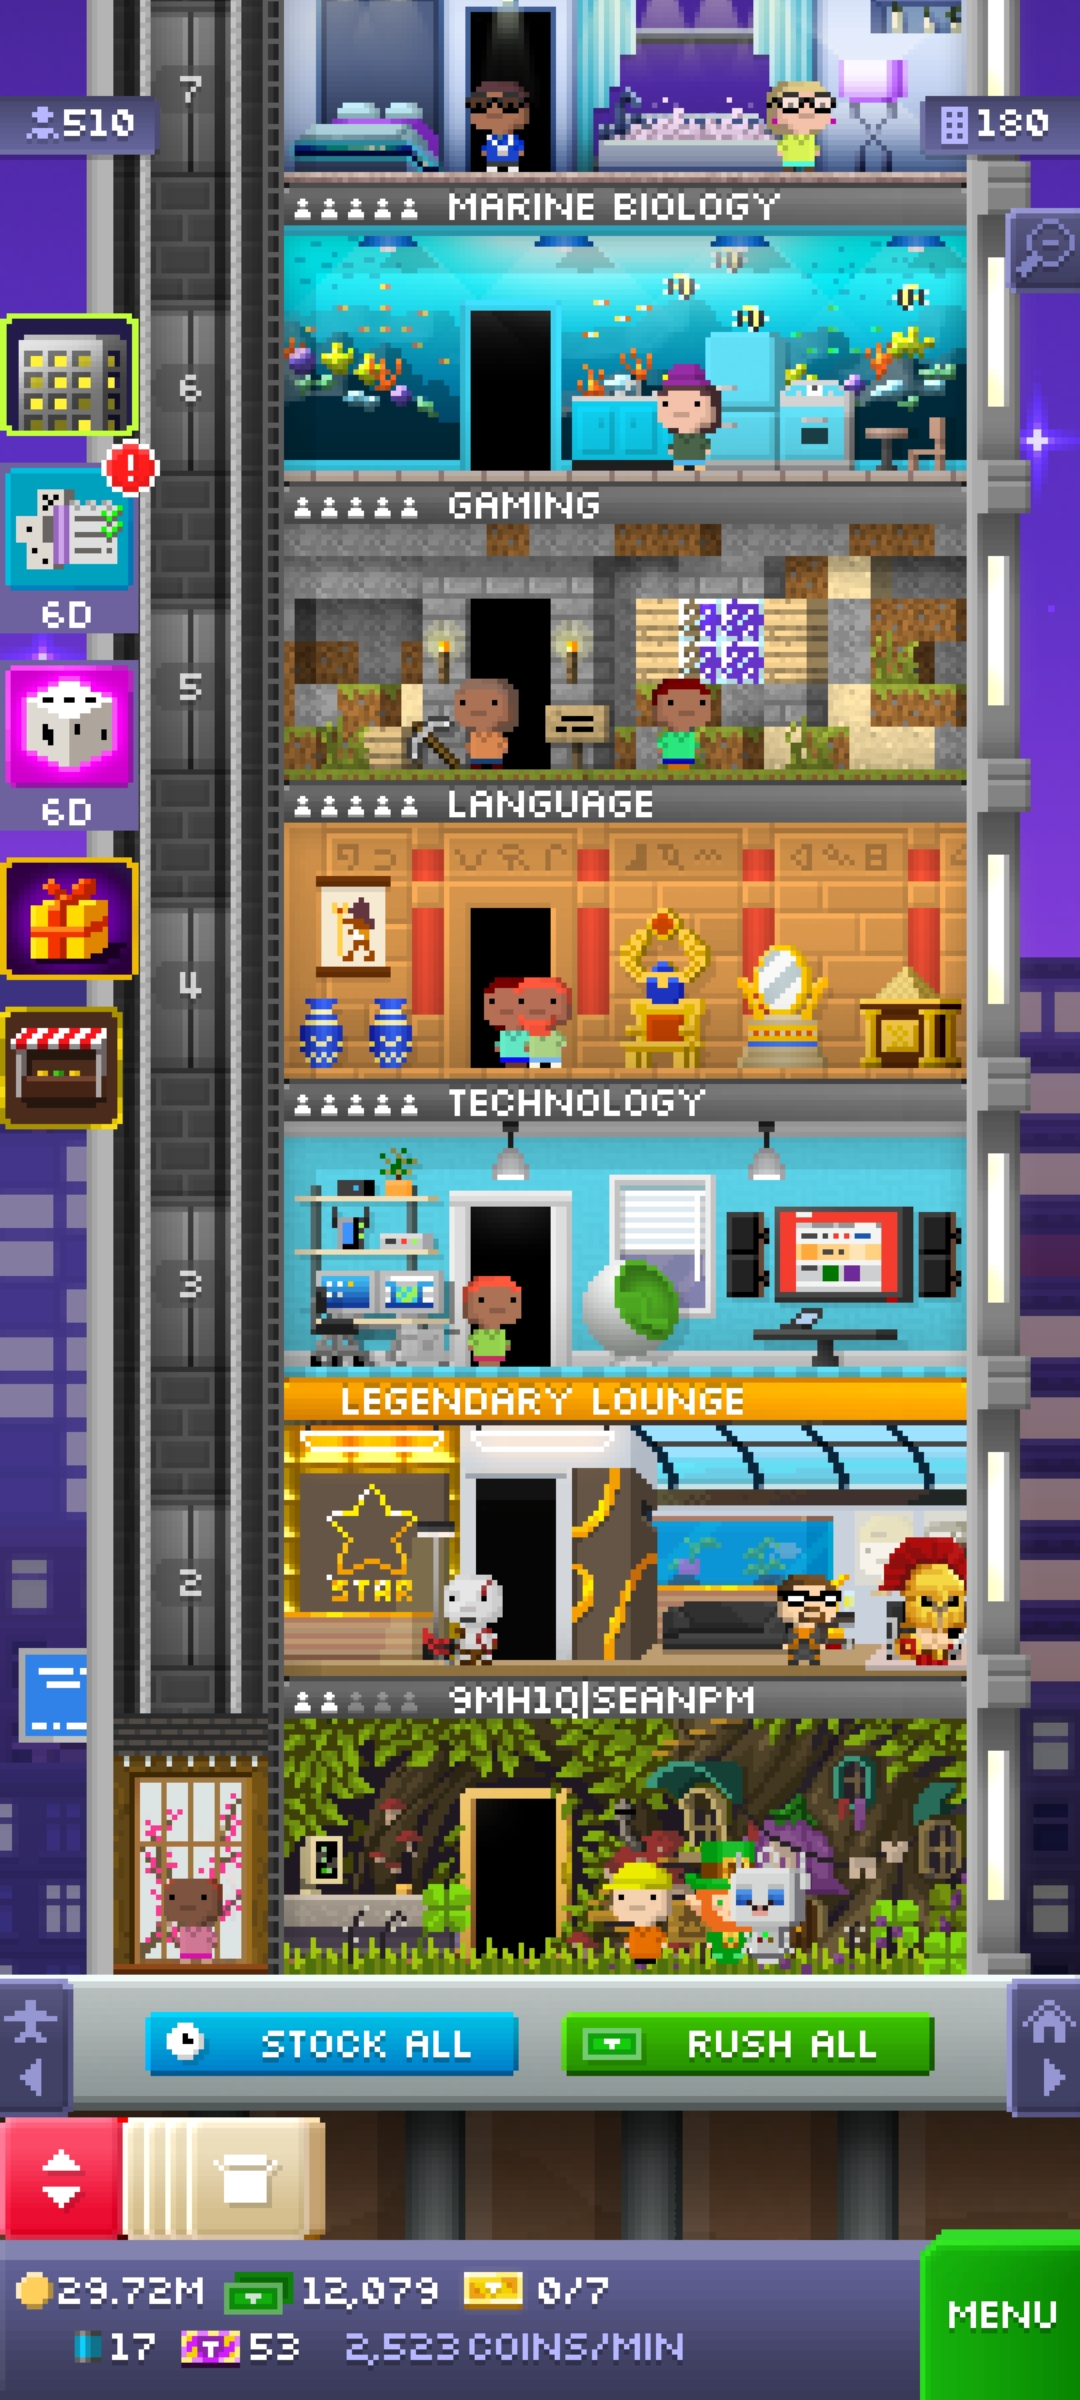 7
510
180
MARINE BIOLOGY
6
GAMING
6D
5
6D
LANGUAGE
4
TECHNOLOGY
3
LEGENDARY LOUNGE
STAR
2
9MH1Q|SEANPM
STOCK ALL
RUSH ALL
29.72M
12,079
0/7
MENU
17
53
2,523 COINS/MIN